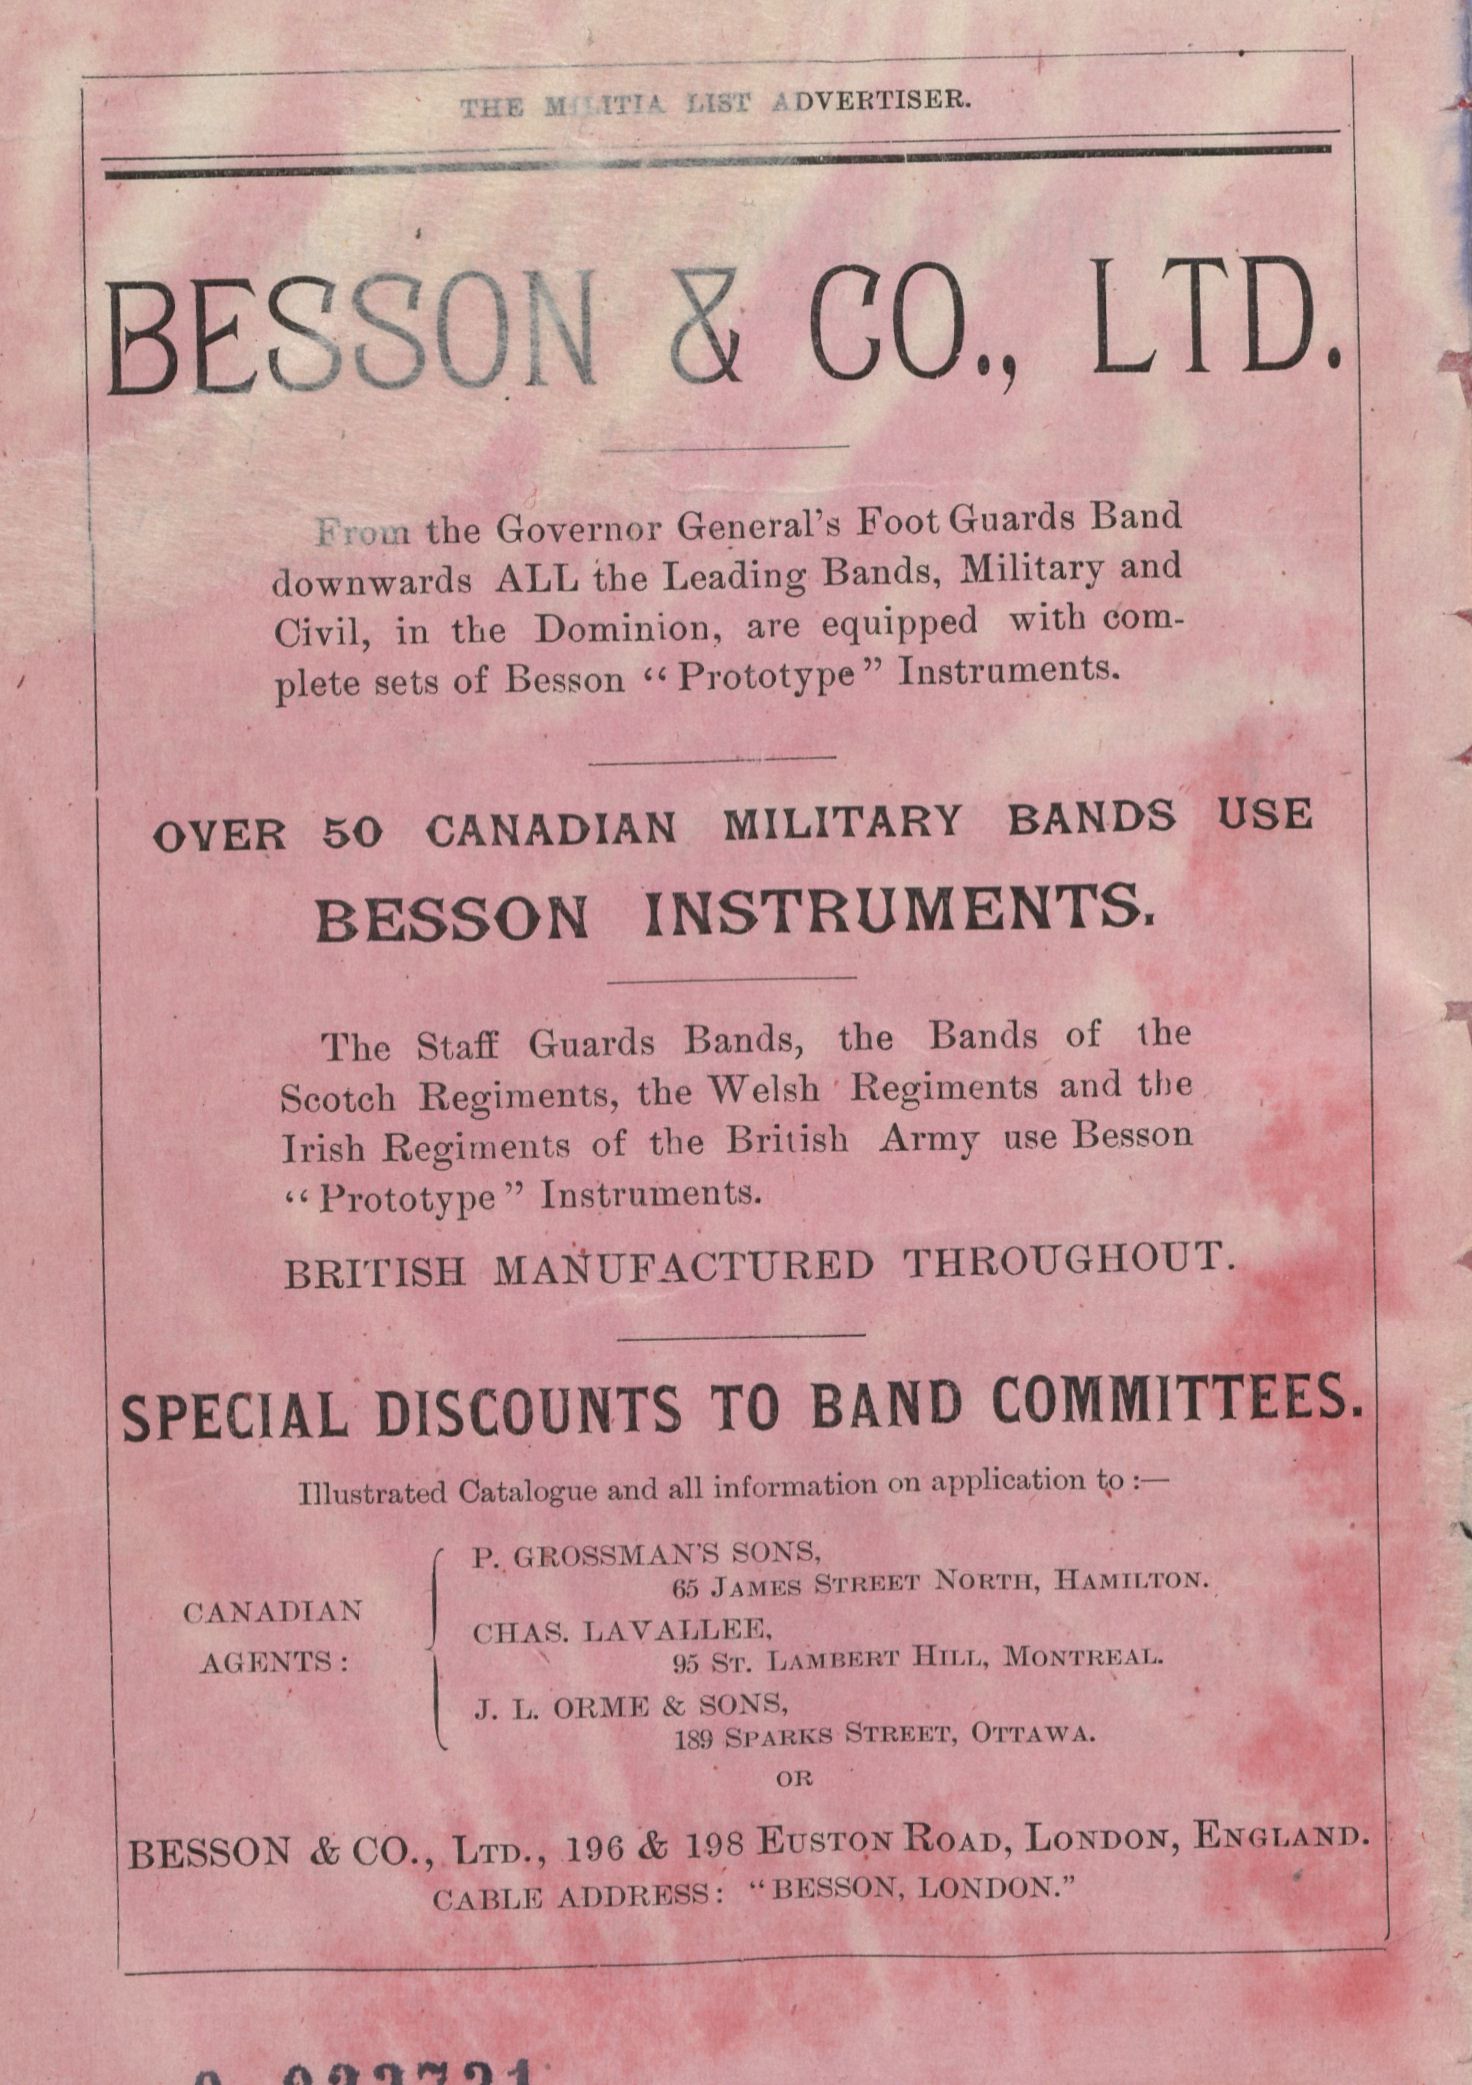 THE MILITIA LIST ADVERTISER.
BESSON & CO., LTD.
From the Governor General's Foot Guards Band
downwards ALL the Leading Bands, Military and
Civil, in the Dominion, are equipped with com-
plete sets of Besson "Prototype" Instruments.
OVER 50 CANADIAN MILITARY BANDS USE
BESSON INSTRUMENTS.
The Staff Guards Bands, the Bands of the
Scotch Regiments, the Welsh Regiments and the
Irish Regiments of the British Army use Besson
"Prototype" Instruments.
BRITISH MANUFACTURED THROUGHOUT.
SPECIAL DISCOUNTS TO BAND COMMITTEES.
Illustrated Catalogue and all information on application to :—
CANADIAN
AGENTS :
P. GROSSMAN'S SONS,
65 JAMES STREET NORTH, HAMILTON.
CHAS. LAVALLEE,
95 ST. LAMBERT HILL, MONTREAL.
J. L. ORME & SONS,
189 SPARKS STREET, OTTAWA.
OR
BESSON & CO., LTD., 196 & 198 EUSTON ROAD, LONDON, ENGLAND.
CABLE ADDRESS: "BESSON, LONDON."